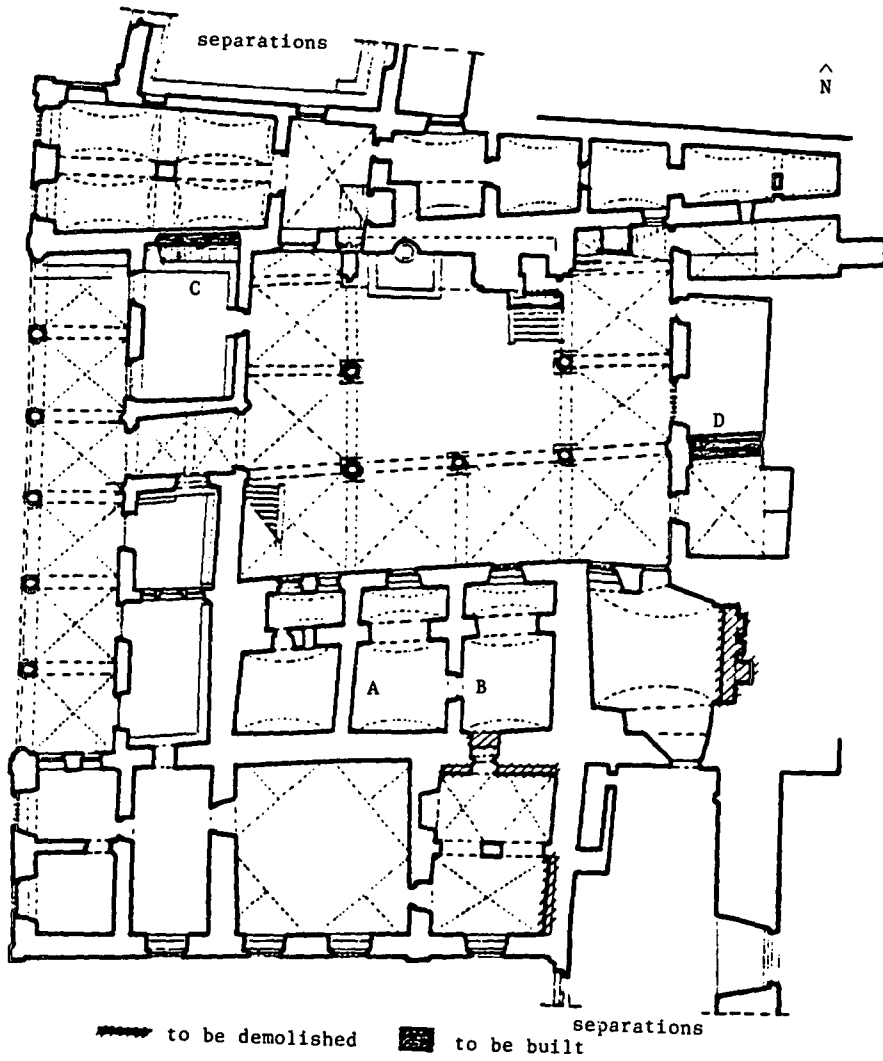 separations
^
N
C
D
A
B
to be demolished
to be built
separations